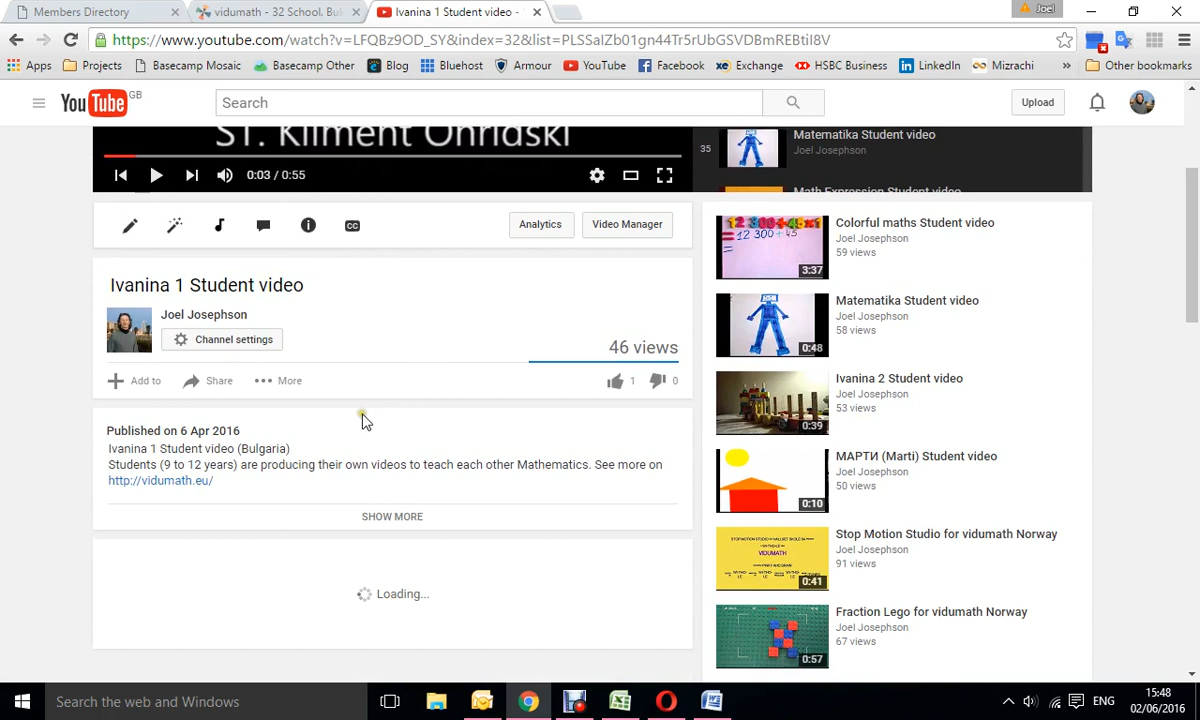 Members Directory
vidumath - 32 School, Bul
Ivanina 1 Student video -
Joel
https://www.youtube.com/watch?v=LFQBz9OD_SY&index=32&list=PLSSaIZb01gn44Tr5rUbGSVDBmREBtiI8V
Apps Projects Basecamp Mosaic Basecamp Other Blog Bluehost Armour YouTube Facebook Exchange HSBC Business LinkedIn Mizrachi » Other bookmarks
YouTube GB
Search
Upload
ST. Kliment Ohridski
0:03 / 0:55
35
Matematika Student video
Joel Josephson
Math Expression Student video
Analytics
Video Manager
Ivanina 1 Student video
Joel Josephson
Channel settings
46 views
Add to Share More
1 0
Published on 6 Apr 2016
Ivanina 1 Student video (Bulgaria)
Students (9 to 12 years) are producing their own videos to teach each other Mathematics. See more on
http://vidumath.eu/
SHOW MORE
Loading...
12 300 + 45 x 1
12 300 + 45
3:37
Colorful maths Student video
Joel Josephson
59 views
0:48
Matematika Student video
Joel Josephson
58 views
0:39
Ivanina 2 Student video
Joel Josephson
53 views
0:10
МАРТИ (Marti) Student video
Joel Josephson
50 views
VIDUMATH
0:41
Stop Motion Studio for vidumath Norway
Joel Josephson
91 views
0:57
Fraction Lego for vidumath Norway
Joel Josephson
67 views
Search the web and Windows
ENG
15:48
02/06/2016